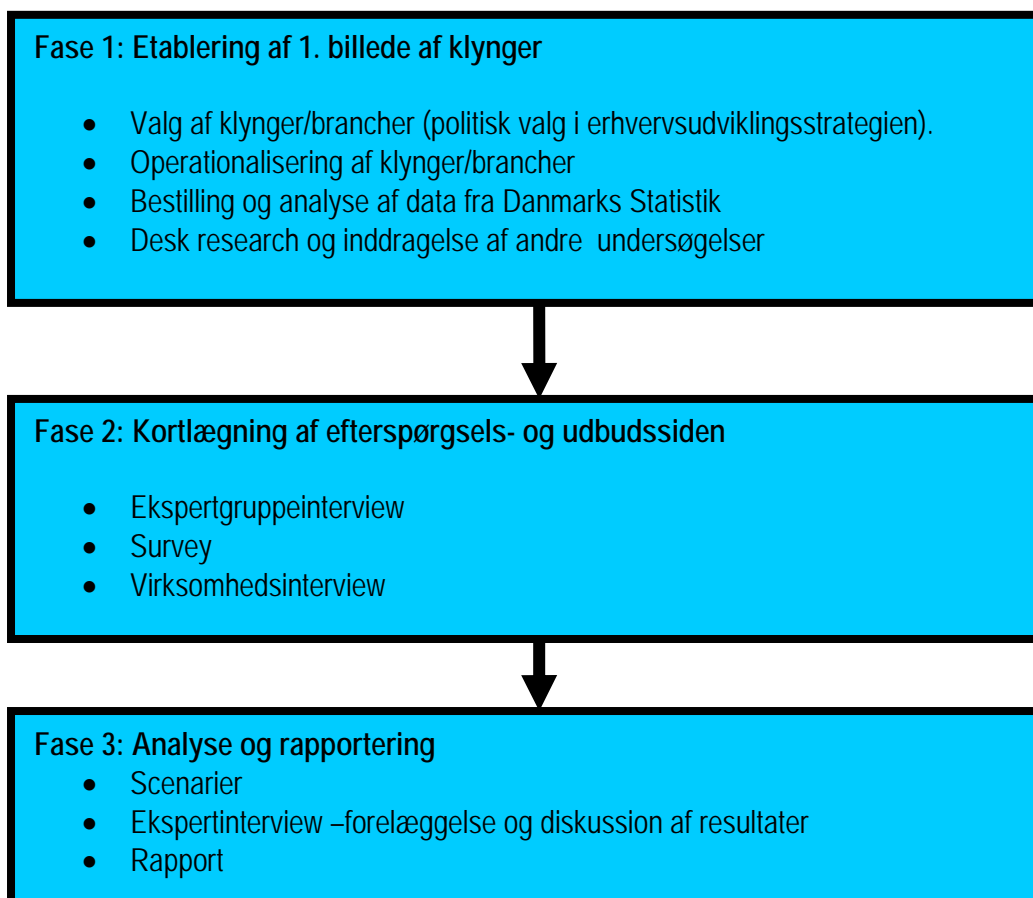 Fase 1: Etablering af 1. billede af klynger
• Valg af klynger/brancher (politisk valg i erhvervsudviklingsstrategien).
• Operationalisering af klynger/brancher
• Bestilling og analyse af data fra Danmarks Statistik
• Desk research og inddragelse af andre undersøgelser
Fase 2: Kortlægning af efterspørgsels- og udbudssiden
• Ekspertgruppeinterview
• Survey
• Virksomhedsinterview
Fase 3: Analyse og rapportering
• Scenarier
• Ekspertinterview –forelæggelse og diskussion af resultater
• Rapport